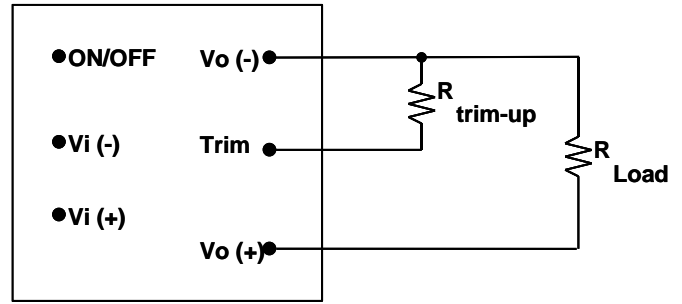 ON/OFF Vo (-)
R
trim-up
Vi (-) Trim
R
Load
Vi (+)
Vo (+)